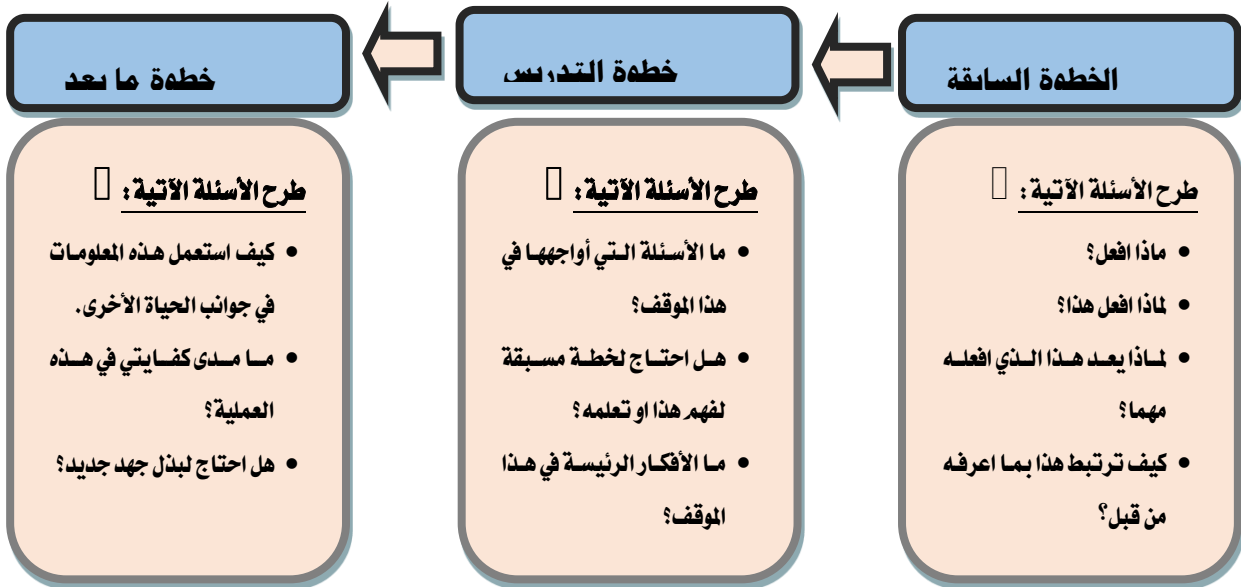 الخطوة السابقة
طرح الأسئلة الآتية :
• ماذا افعل؟
• لماذا افعل هذا؟
• لماذا يعد هذا الذي افعله
مهما؟
• كيف ترتبط هذا بما اعرفه
من قبل؟
خطوة التدريس
طرح الأسئلة الآتية :
• ما الأسئلة التي أواجهها في
هذا الموقف؟
• هل احتاج لخطة مسبقة
لفهم هذا او تعلمه؟
• ما الأفكار الرئيسة في هذا
الموقف؟
خطوة ما بعد
طرح الأسئلة الآتية :
• كيف استعمل هذه المعلومات
في جوانب الحياة الأخرى.
• ما مدى كفايتي في هذه
العملية؟
• هل احتاج لبذل جهد جديد؟